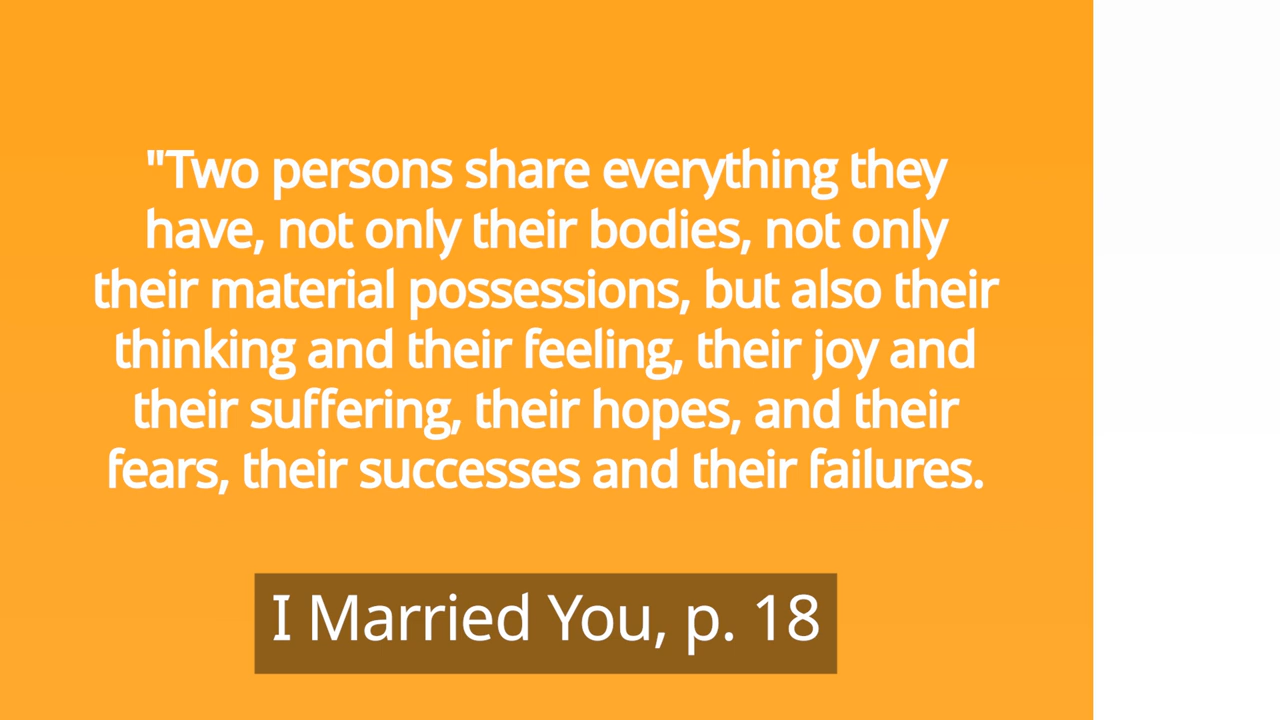 "Two persons share everything they
have, not only their bodies, not only
their material possessions, but also their
thinking and their feeling, their joy and
their suffering, their hopes, and their
fears, their successes and their failures.
I Married You, p. 18